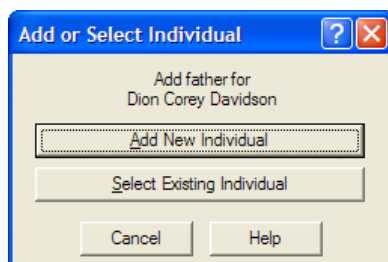 Add or Select Individual
Add father for
Dion Corey Davidson
Add New Individual
Select Existing Individual
Cancel Help